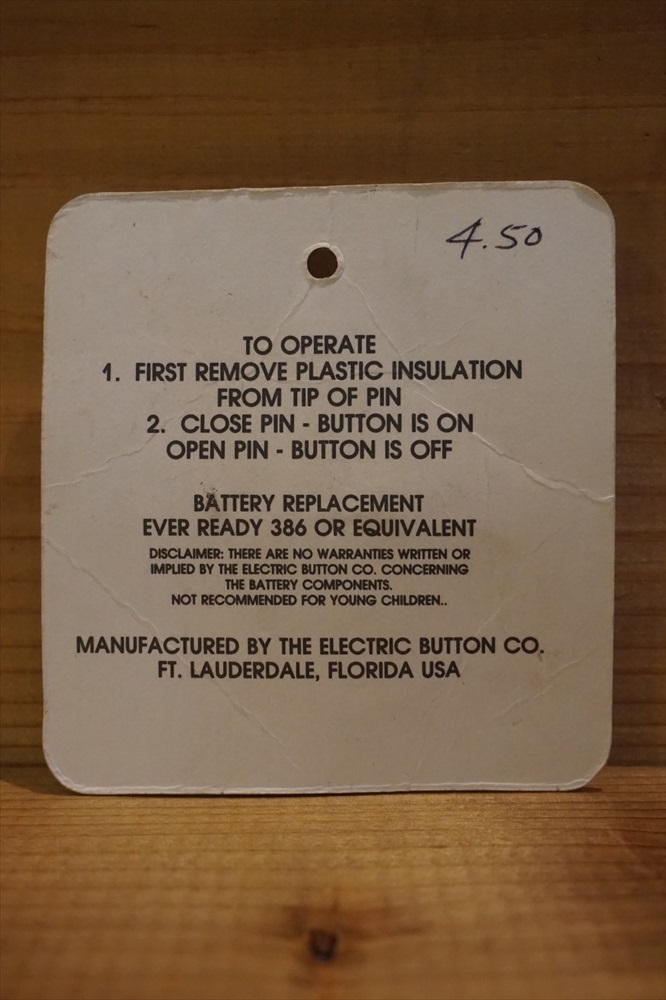 4.50
TO OPERATE
1. FIRST REMOVE PLASTIC INSULATION
FROM TIP OF PIN
2. CLOSE PIN - BUTTON IS ON
OPEN PIN - BUTTON IS OFF
BATTERY REPLACEMENT
EVER READY 386 OR EQUIVALENT
DISCLAIMER: THERE ARE NO WARRANTIES WRITTEN OR
IMPLIED BY THE ELECTRIC BUTTON CO. CONCERNING
THE BATTERY COMPONENTS.
NOT RECOMMENDED FOR YOUNG CHILDREN..
MANUFACTURED BY THE ELECTRIC BUTTON CO.
FT. LAUDERDALE, FLORIDA USA